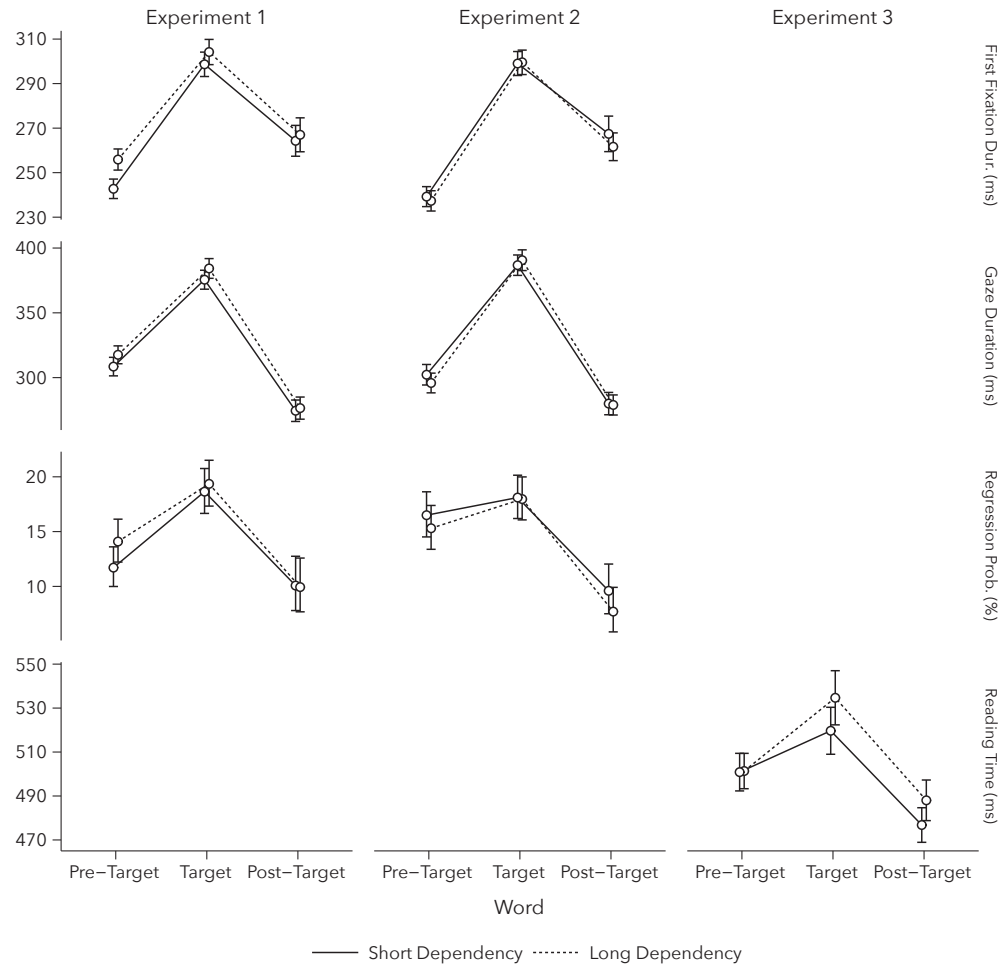 Experiment 1
Experiment 2
Experiment 3
310
290
270
250
230
First Fixation Dur. (ms)
400
350
300
Gaze Duration (ms)
20
15
10
Regression Prob. (%)
550
530
510
490
470
Reading Time (ms)
Pre−Target Target Post−Target
Pre−Target Target Post−Target
Pre−Target Target Post−Target
Word
Short Dependency Long Dependency